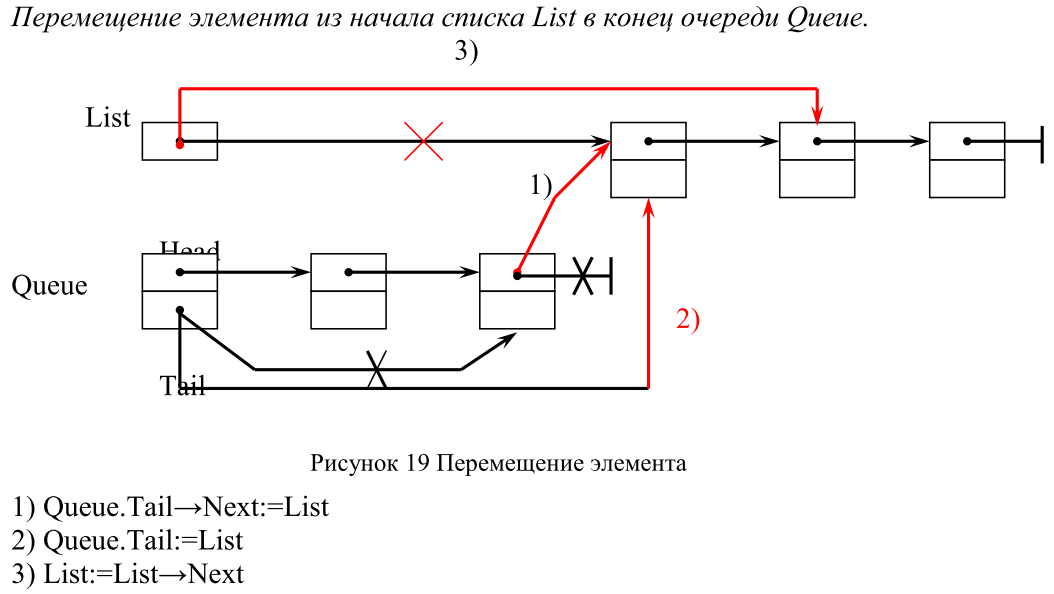 Перемещение элемента из начала списка List в конец очереди Queue.
3)
List
1)
Head
Queue
2)
Tail
Рисунок 19 Перемещение элемента
1) Queue.Tail→Next:=List
2) Queue.Tail:=List
3) List:=List→Next